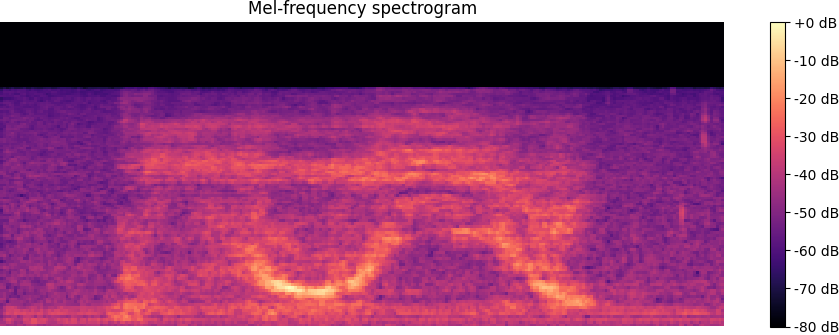 Mel-frequency spectrogram
+0 dB
-10 dB
-20 dB
-30 dB
-40 dB
-50 dB
-60 dB
-70 dB
-80 dB